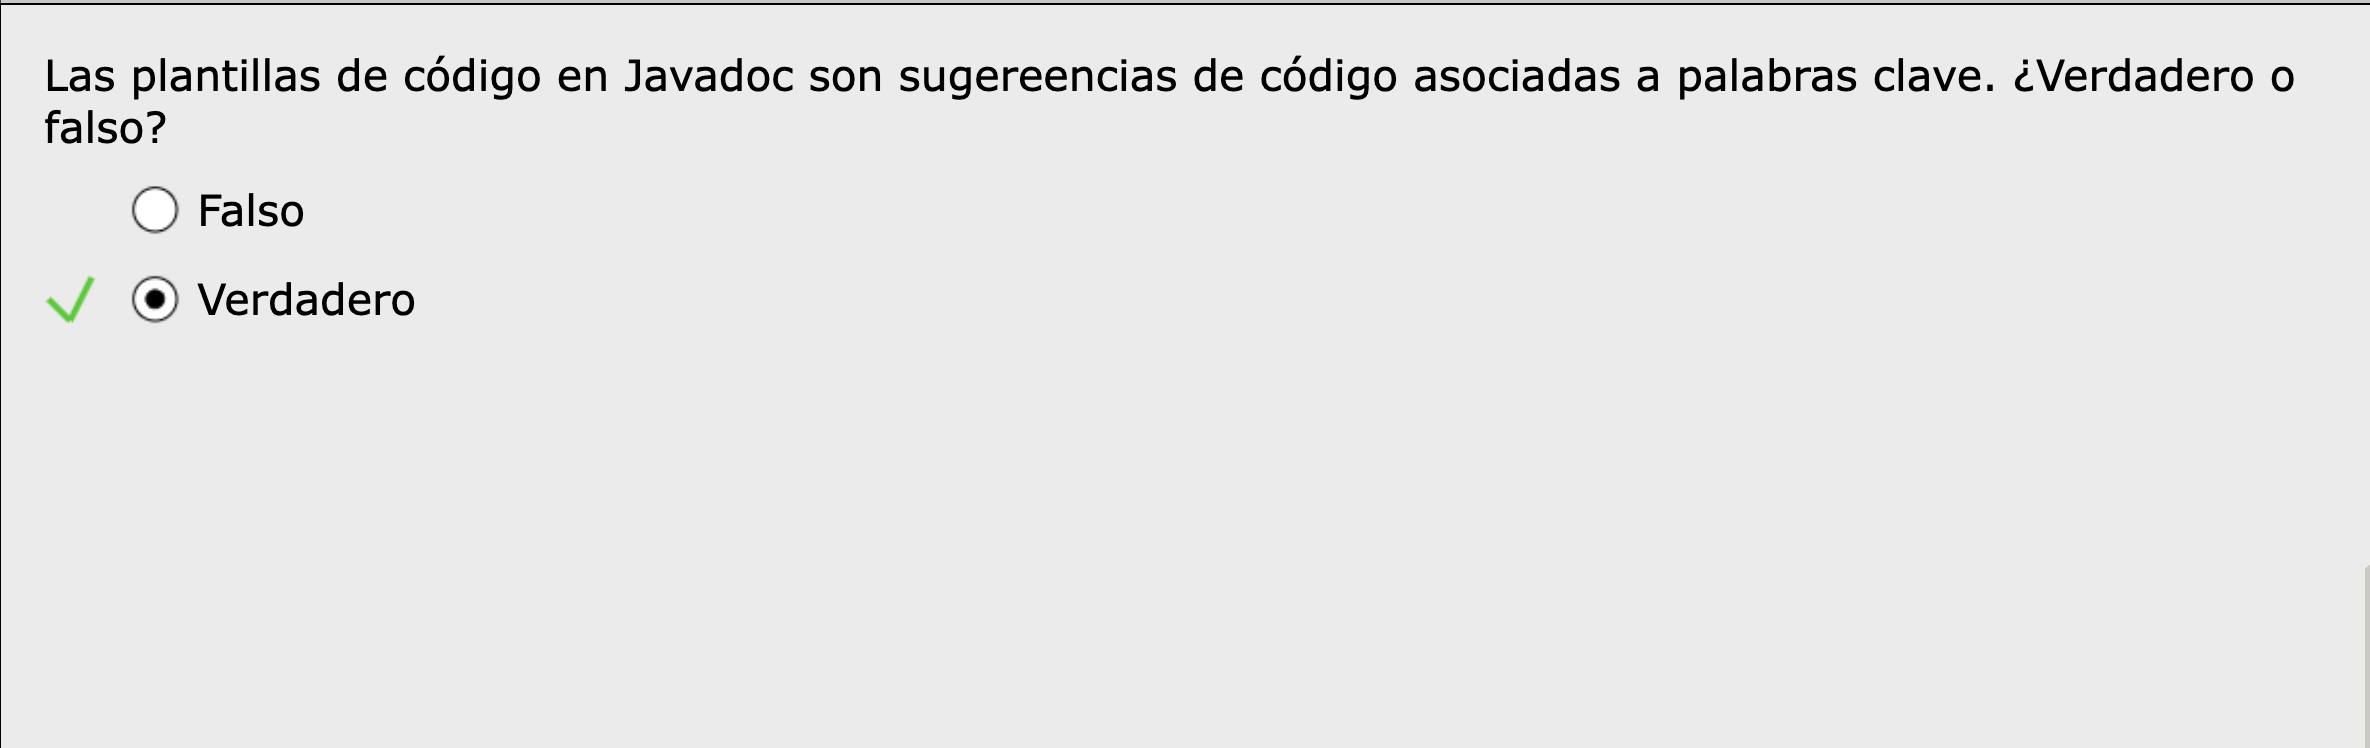 Las plantillas de código en Javadoc son sugereencias de código asociadas a palabras clave. ¿Verdadero o
falso?
Falso
Verdadero